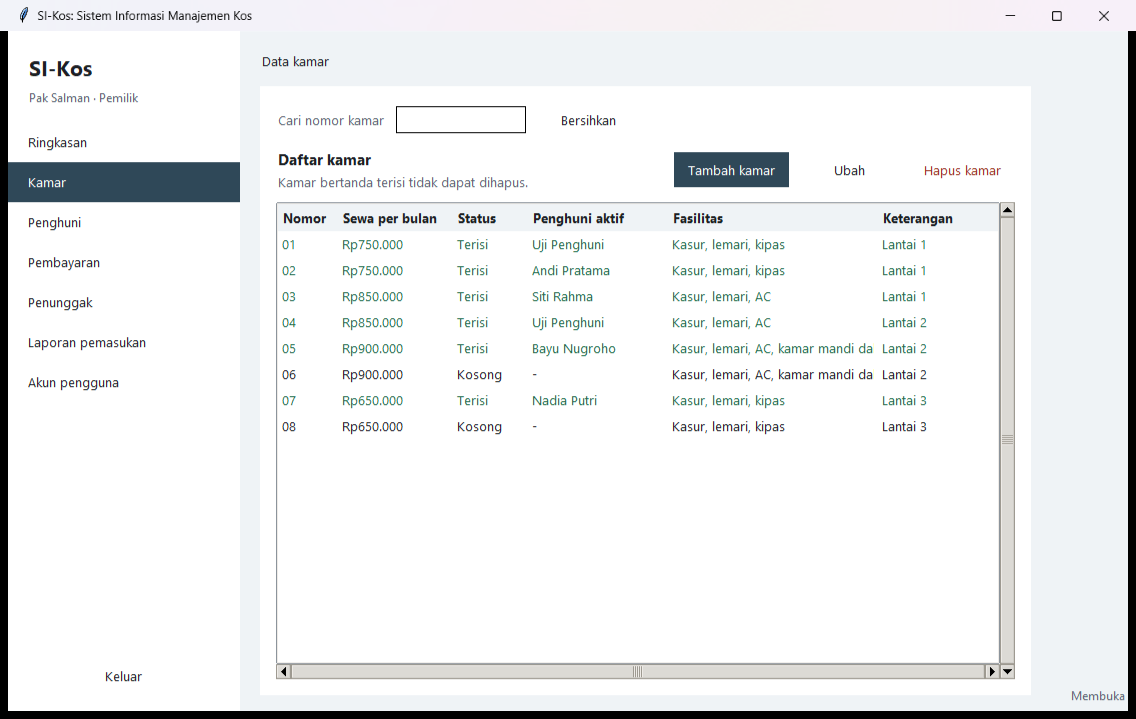 SI-Kos: Sistem Informasi Manajemen Kos
SI-Kos
Pak Salman · Pemilik
Ringkasan
Kamar
Penghuni
Pembayaran
Penunggak
Laporan pemasukan
Akun pengguna
Keluar
Data kamar
Cari nomor kamar Bersihkan
Daftar kamar
Kamar bertanda terisi tidak dapat dihapus.
Tambah kamar Ubah Hapus kamar
Nomor Sewa per bulan Status Penghuni aktif Fasilitas Keterangan
01 Rp750.000 Terisi Uji Penghuni Kasur, lemari, kipas Lantai 1
02 Rp750.000 Terisi Andi Pratama Kasur, lemari, kipas Lantai 1
03 Rp850.000 Terisi Siti Rahma Kasur, lemari, AC Lantai 1
04 Rp850.000 Terisi Uji Penghuni Kasur, lemari, AC Lantai 2
05 Rp900.000 Terisi Bayu Nugroho Kasur, lemari, AC, kamar mandi da Lantai 2
06 Rp900.000 Kosong - Kasur, lemari, AC, kamar mandi da Lantai 2
07 Rp650.000 Terisi Nadia Putri Kasur, lemari, kipas Lantai 3
08 Rp650.000 Kosong - Kasur, lemari, kipas Lantai 3
Membuka